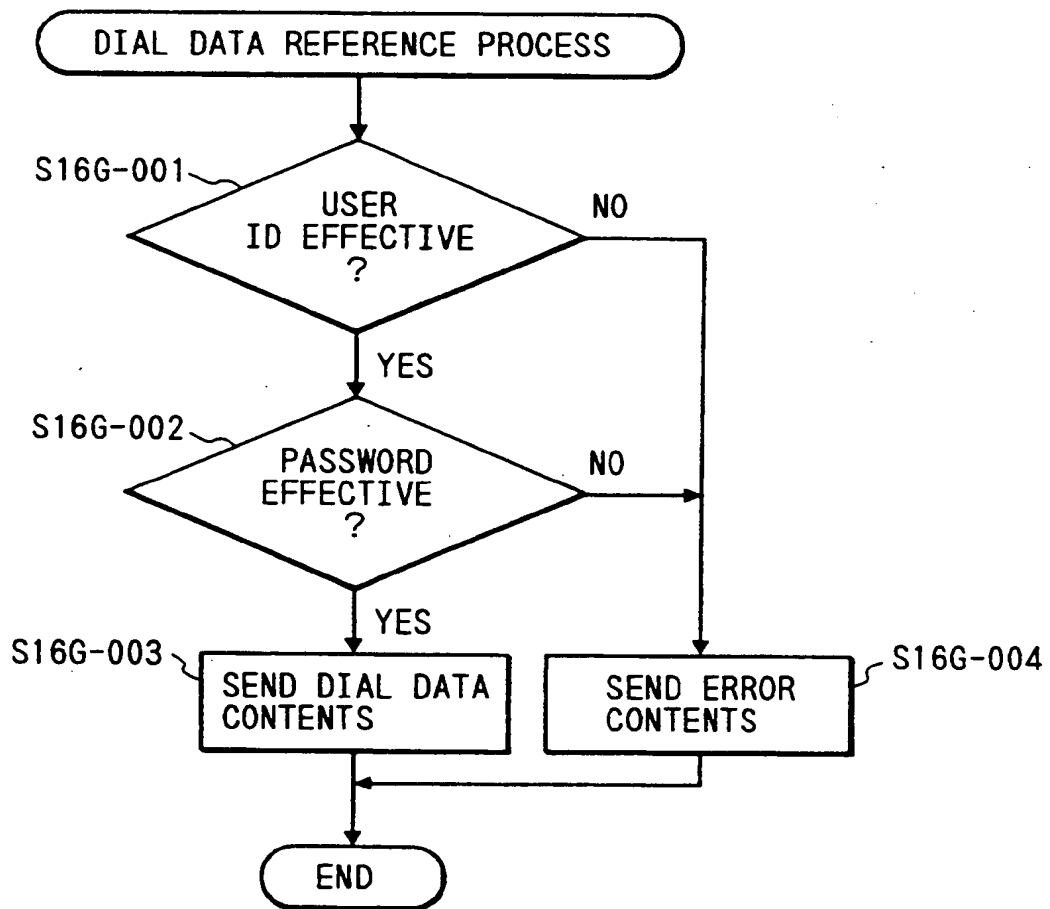 DIAL DATA REFERENCE PROCESS
S16G-001
USER
ID EFFECTIVE
?
NO
YES
S16G-002
PASSWORD
EFFECTIVE
?
NO
YES
S16G-003
SEND DIAL DATA
CONTENTS
SEND ERROR
CONTENTS
S16G-004
END